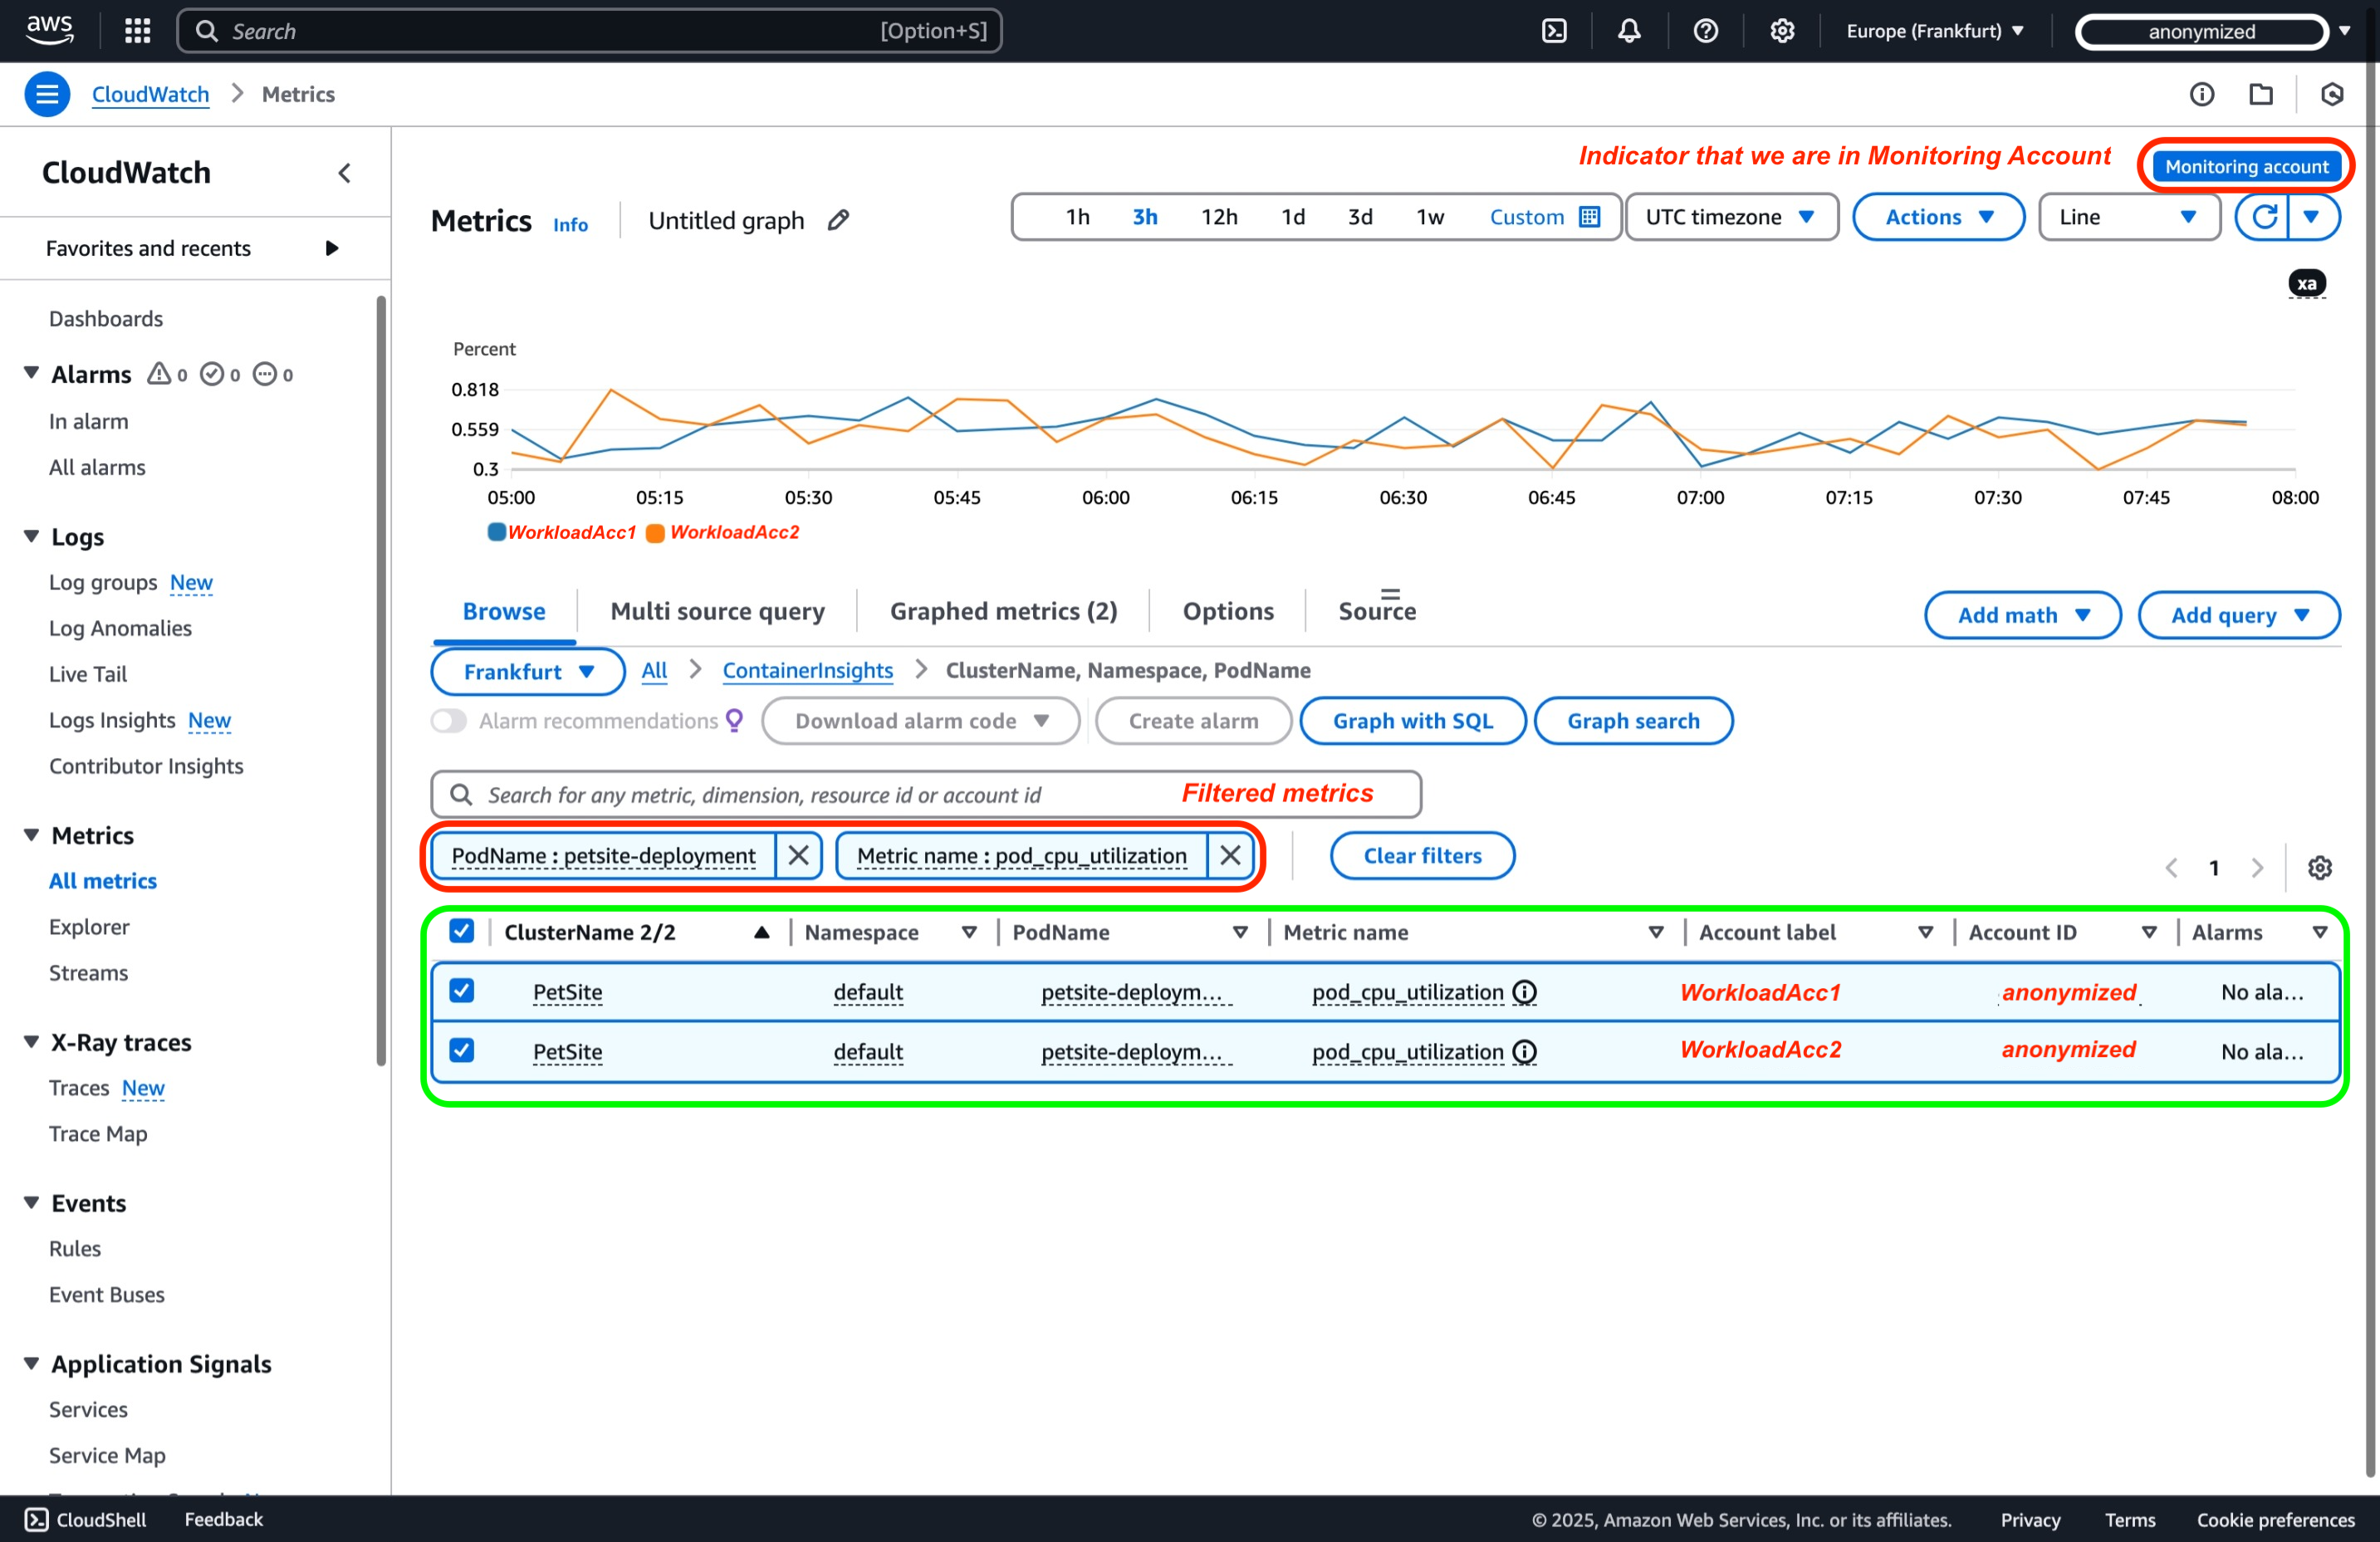 aws
Search [Option+S]
Europe (Frankfurt)
anonymized
CloudWatch Metrics
CloudWatch
Favorites and recents
Dashboards
Alarms 0 0 0
In alarm
All alarms
Logs
Log groups New
Log Anomalies
Live Tail
Logs Insights New
Contributor Insights
Metrics
All metrics
Explorer
Streams
X-Ray traces
Traces New
Trace Map
Events
Rules
Event Buses
Application Signals
Services
Service Map
Indicator that we are in Monitoring Account
Monitoring account
Metrics Info Untitled graph
1h 3h 12h 1d 3d 1w Custom
UTC timezone
Actions
Line
xa
Percent
0.818
0.559
0.3
05:00 05:15 05:30 05:45 06:00 06:15 06:30 06:45 07:00 07:15 07:30 07:45 08:00
WorkloadAcc1 WorkloadAcc2
Browse Multi source query Graphed metrics (2) Options Source
Add math Add query
Frankfurt All ContainerInsights ClusterName, Namespace, PodName
Alarm recommendations Download alarm code Create alarm Graph with SQL Graph search
Search for any metric, dimension, resource id or account id Filtered metrics
PodName : petsite-deployment Metric name : pod_cpu_utilization Clear filters
1
ClusterName 2/2 Namespace PodName Metric name Account label Account ID Alarms
PetSite default petsite-deploym... pod_cpu_utilization WorkloadAcc1 anonymized No ala...
PetSite default petsite-deploym... pod_cpu_utilization WorkloadAcc2 anonymized No ala...
CloudShell Feedback
© 2025, Amazon Web Services, Inc. or its affiliates. Privacy Terms Cookie preferences